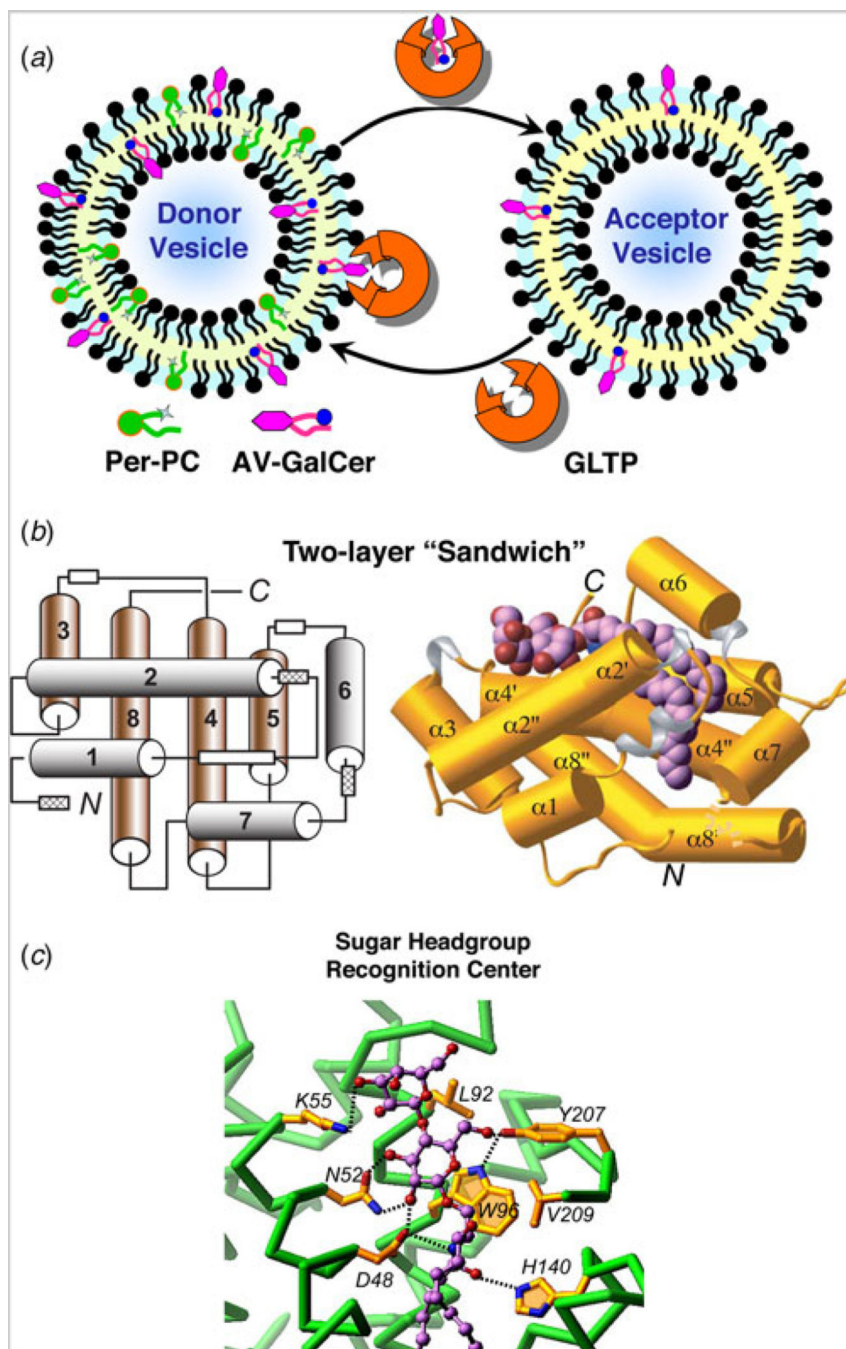 (a)
Donor
Vesicle
Acceptor
Vesicle
Per-PC
AV-GalCer
GLTP
(b)
Two-layer “Sandwich”
C
3
2
8
4
5
6
1
N
7
C
α6
α2'
α4'
α5
α3
α2"
α4"
α7
α8"
α1
α8'
N
(c)
Sugar Headgroup
Recognition Center
K55
L92
Y207
N52
W96
V209
D48
H140